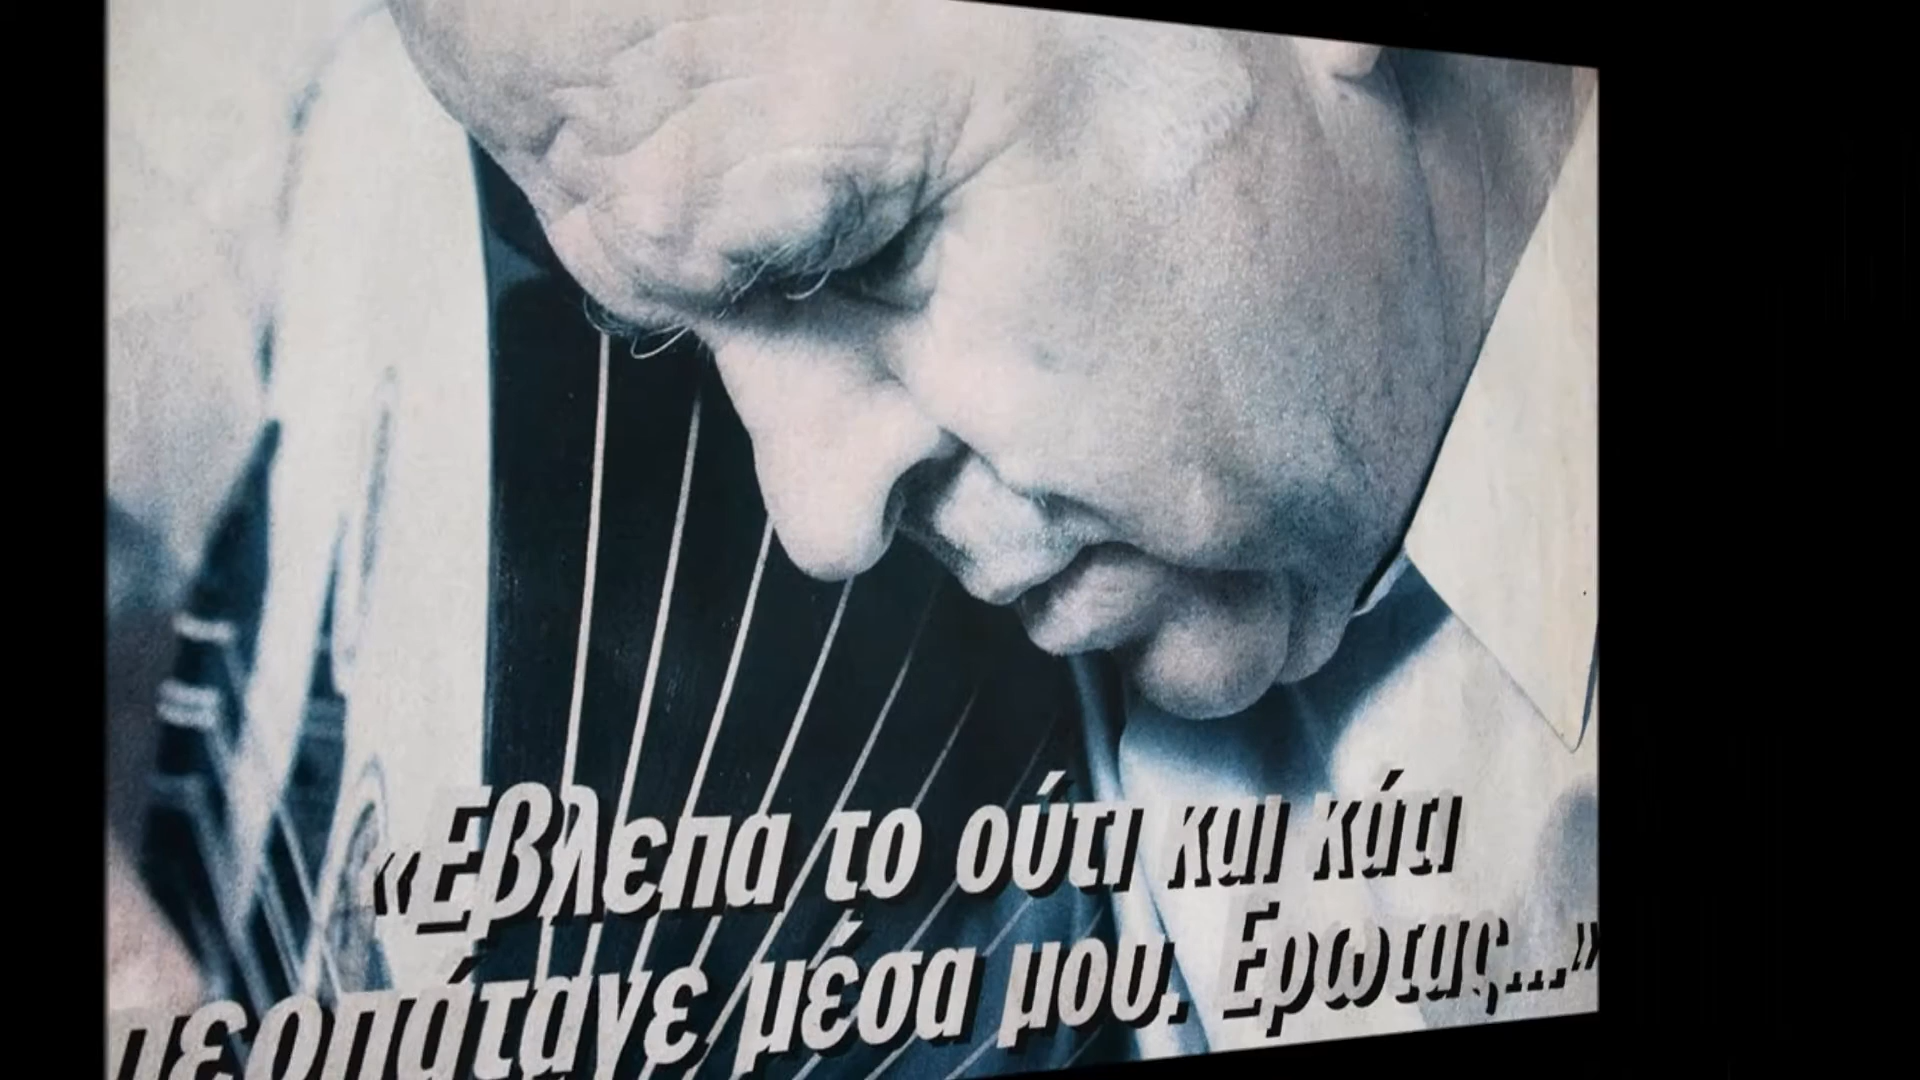 «Εβλεπα το ούτι και κάτι
περπάταγε μέσα μου. Ερωτας...»